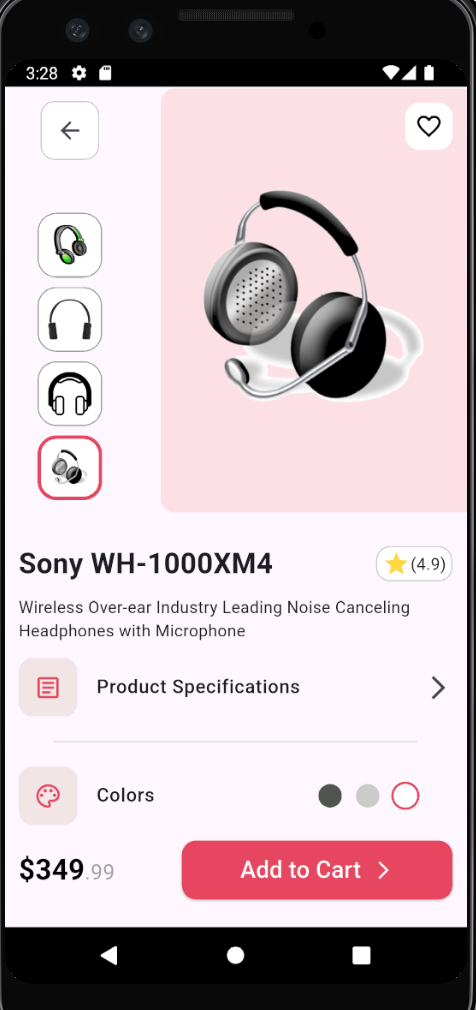 3:28
Sony WH-1000XM4
(4.9)
Wireless Over-ear Industry Leading Noise Canceling
Headphones with Microphone
Product Specifications
Colors
$349.99
Add to Cart